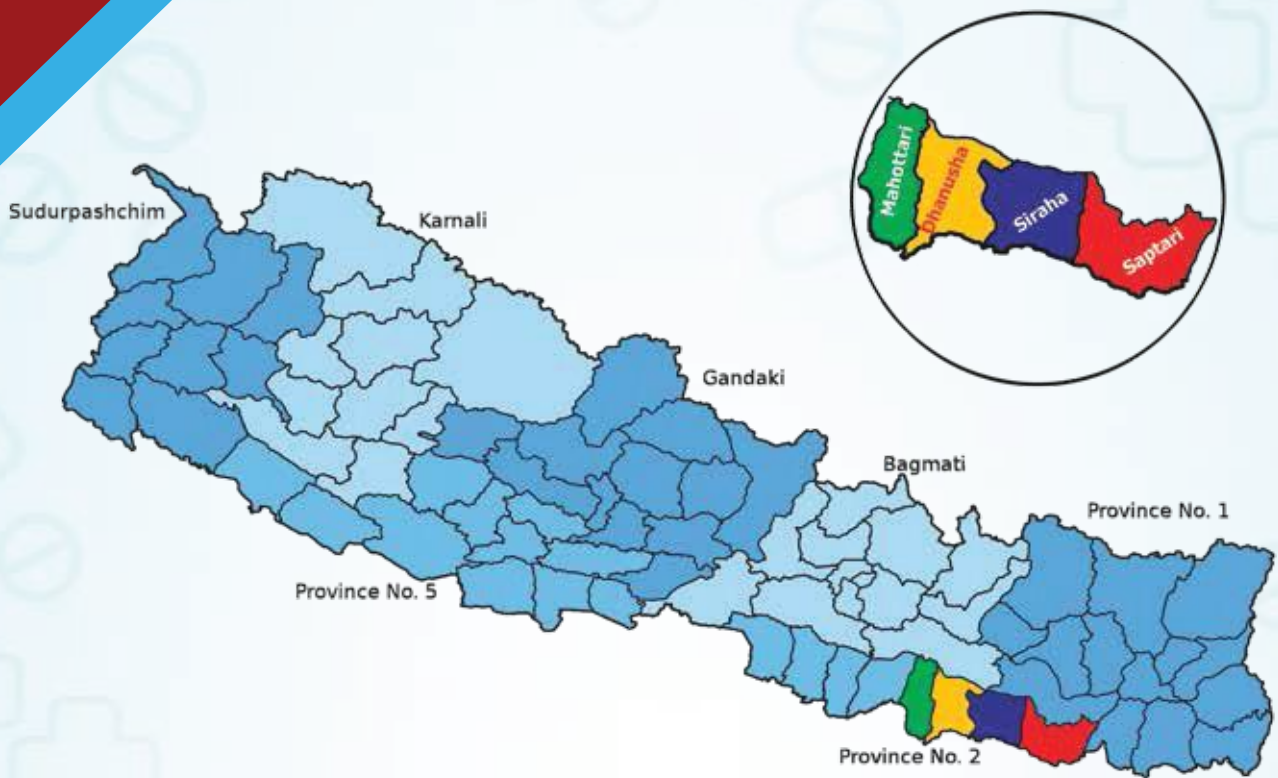 Mahottari
Dhanusha
Siraha
Saptari
Sudurpashchim
Karnali
Gandaki
Bagmati
Province No. 1
Province No. 5
Province No. 2